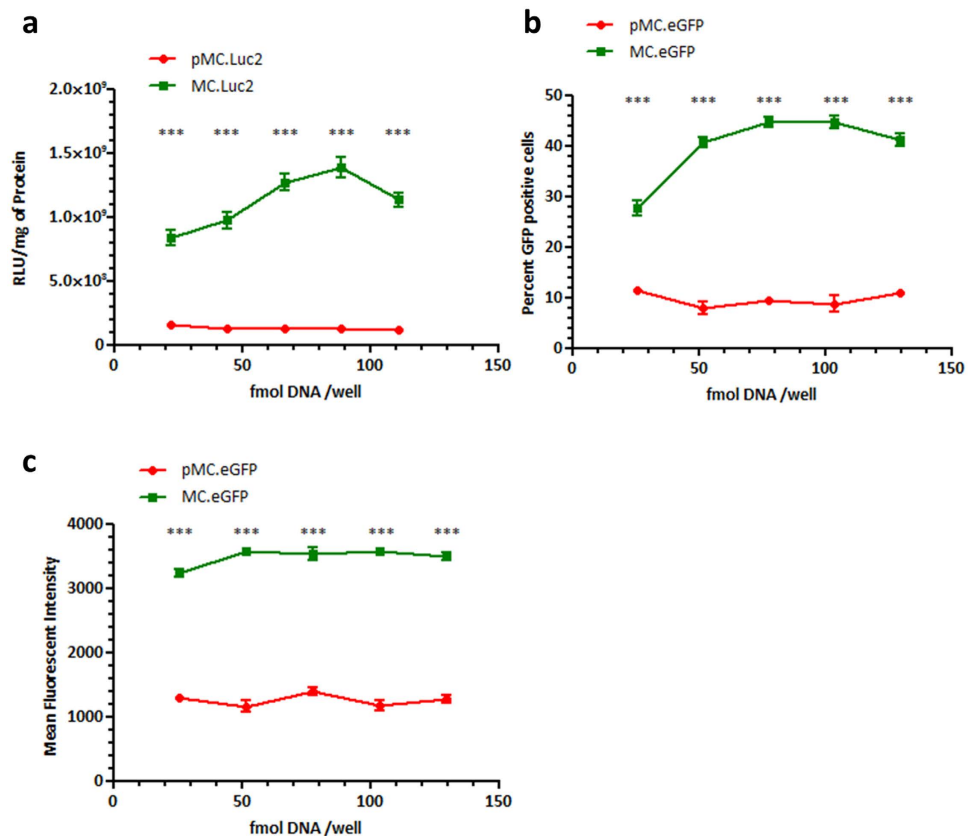 a
pMC.Luc2
MC.Luc2
2.0×10⁹
1.5×10⁹
1.0×10⁹
5.0×10⁸
0
*** *** *** *** ***
RLU/mg of Protein
0 50 100 150
fmol DNA /well
b
pMC.eGFP
MC.eGFP
50
40
30
20
10
0
*** *** *** *** ***
Percent GFP positive cells
0 50 100 150
fmol DNA /well
c
pMC.eGFP
MC.eGFP
4000
3000
2000
1000
0
*** *** *** *** ***
Mean Fluorescent Intensity
0 50 100 150
fmol DNA /well